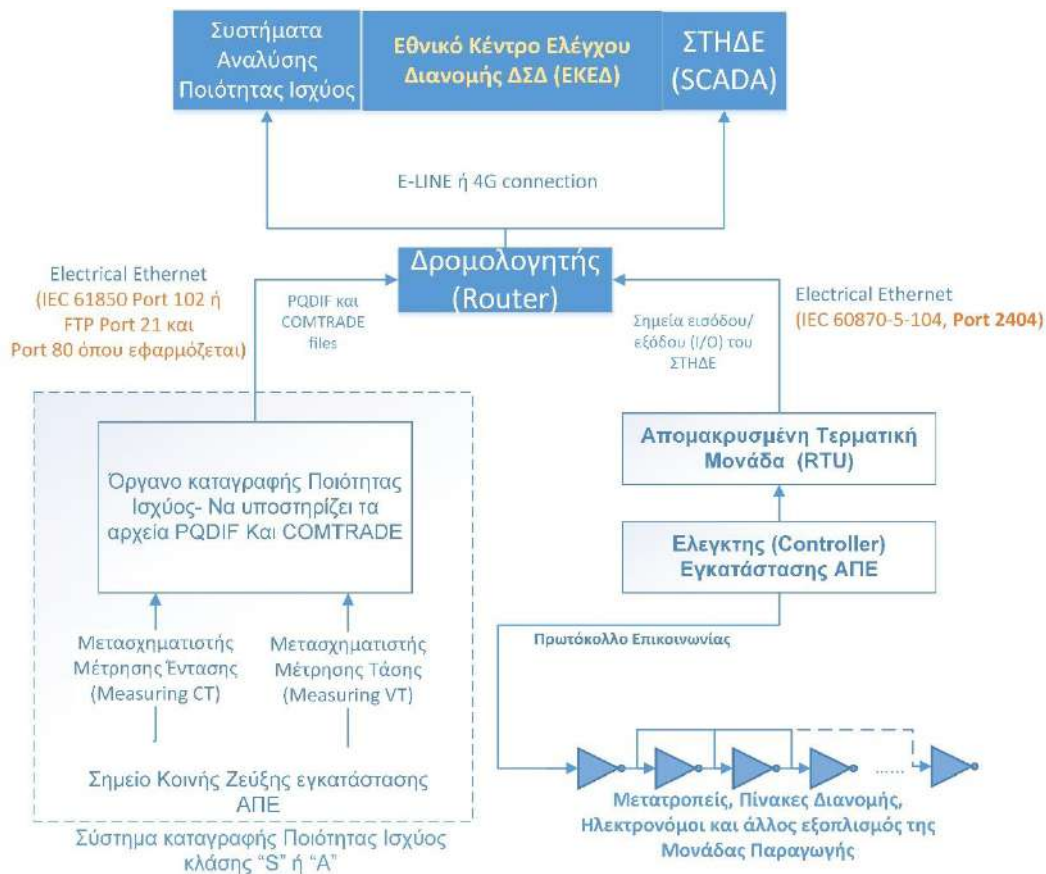 Συστήματα
Αναλύσης
Ποιότητας Ισχύος
Εθνικό Κέντρο Ελέγχου
Διανομής ΔΣΔ (ΕΚΕΔ)
ΣΤΗΔΕ
(SCADA)
E-LINE ή 4G connection
Δρομολογητής
(Router)
Electrical Ethernet
(IEC 61850 Port 102 ή
FTP Port 21 και
Port 80 όπου εφαρμόζεται)
PQDIF και
COMTRADE
files
Σημεία εισόδου/
εξόδου (I/O) του
ΣΤΗΔΕ
Electrical Ethernet
(IEC 60870-5-104, Port 2404)
Όργανο καταγραφής Ποιότητας
Ισχύος- Να υποστηρίζει τα
αρχεία PQDIF Και COMTRADE
Μετασχηματιστής
Μέτρησης Έντασης
(Measuring CT)
Μετασχηματιστής
Μέτρησης Τάσης
(Measuring VT)
Σημείο Κοινής Ζεύξης εγκατάστασης
ΑΠΕ
Σύστημα καταγραφής Ποιότητας Ισχύος
κλάσης “S” ή “A”
Απομακρυσμένη Τερματική
Μονάδα (RTU)
Ελεγκτης (Controller)
Εγκατάστασης ΑΠΕ
Πρωτόκολλο Επικοινωνίας
......
Μετατροπείς, Πίνακες Διανομής,
Ηλεκτρονόμοι και άλλος εξοπλισμός της
Μονάδας Παραγωγής